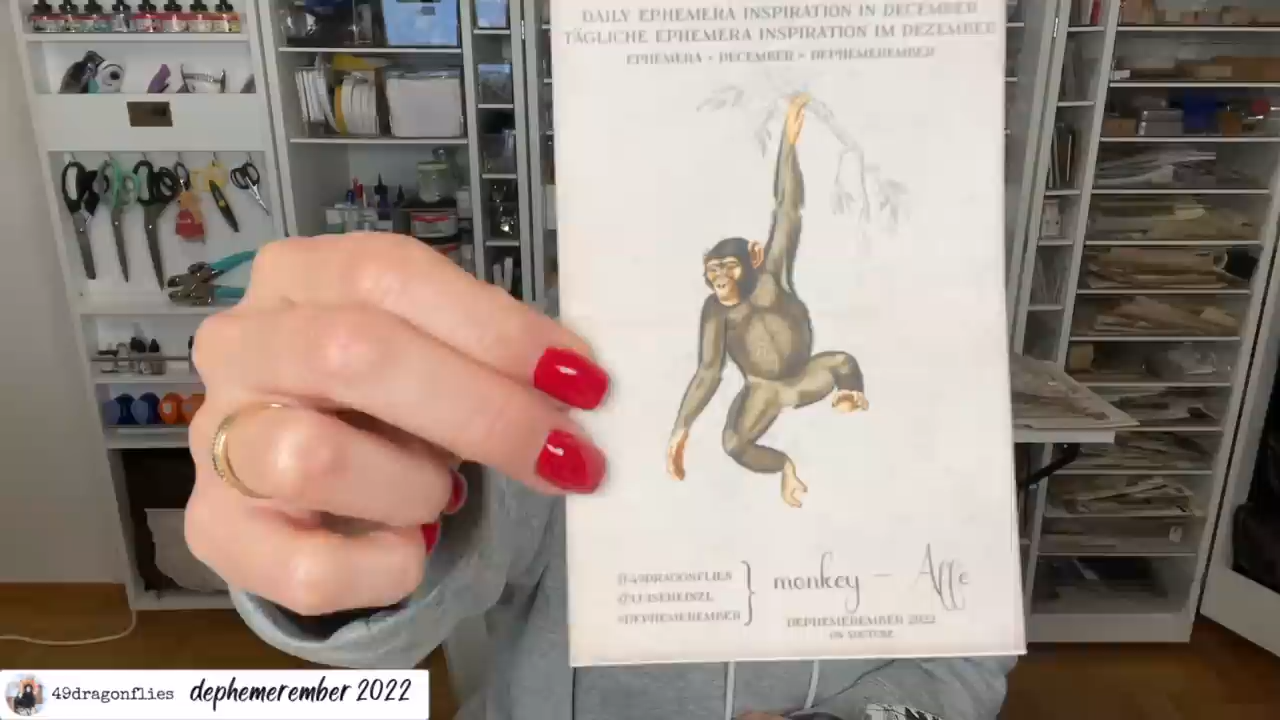 DAILY EPHEMERA INSPIRATION IN DECEMBER
TÄGLICHE EPHEMERA INSPIRATION IM DEZEMBER
EPHEMERA + DECEMBER = DEPHEMEREMBER
@49DRAGONFLIES
@LUISEHEINZL
#DEPHEMEREMBER
monkey – Affe
DEPHEMEREMBER 2022
ON YOUTUBE
49dragonflies dephemerember 2022